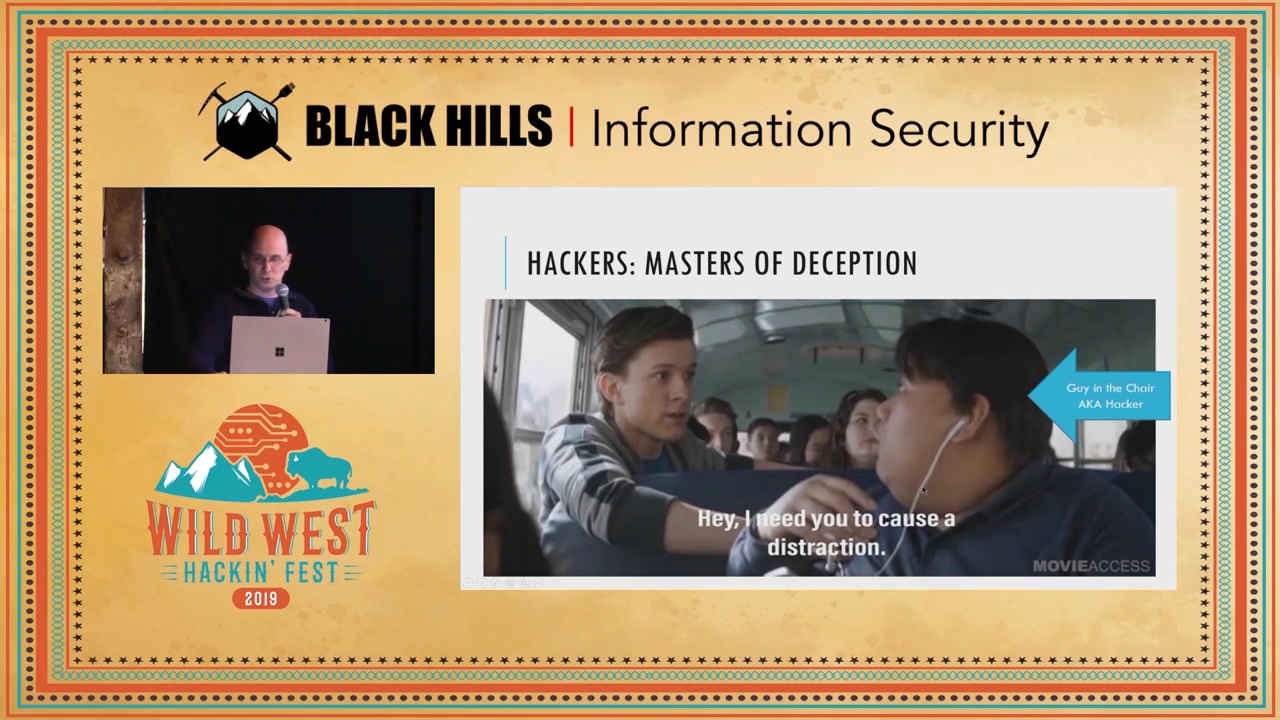 BLACK HILLS | Information Security
HACKERS: MASTERS OF DECEPTION
Guy in the Chair
AKA Hacker
Hey, I need you to cause a
distraction.
MOVIEACCESS
WILD WEST
HACKIN' FEST
2019